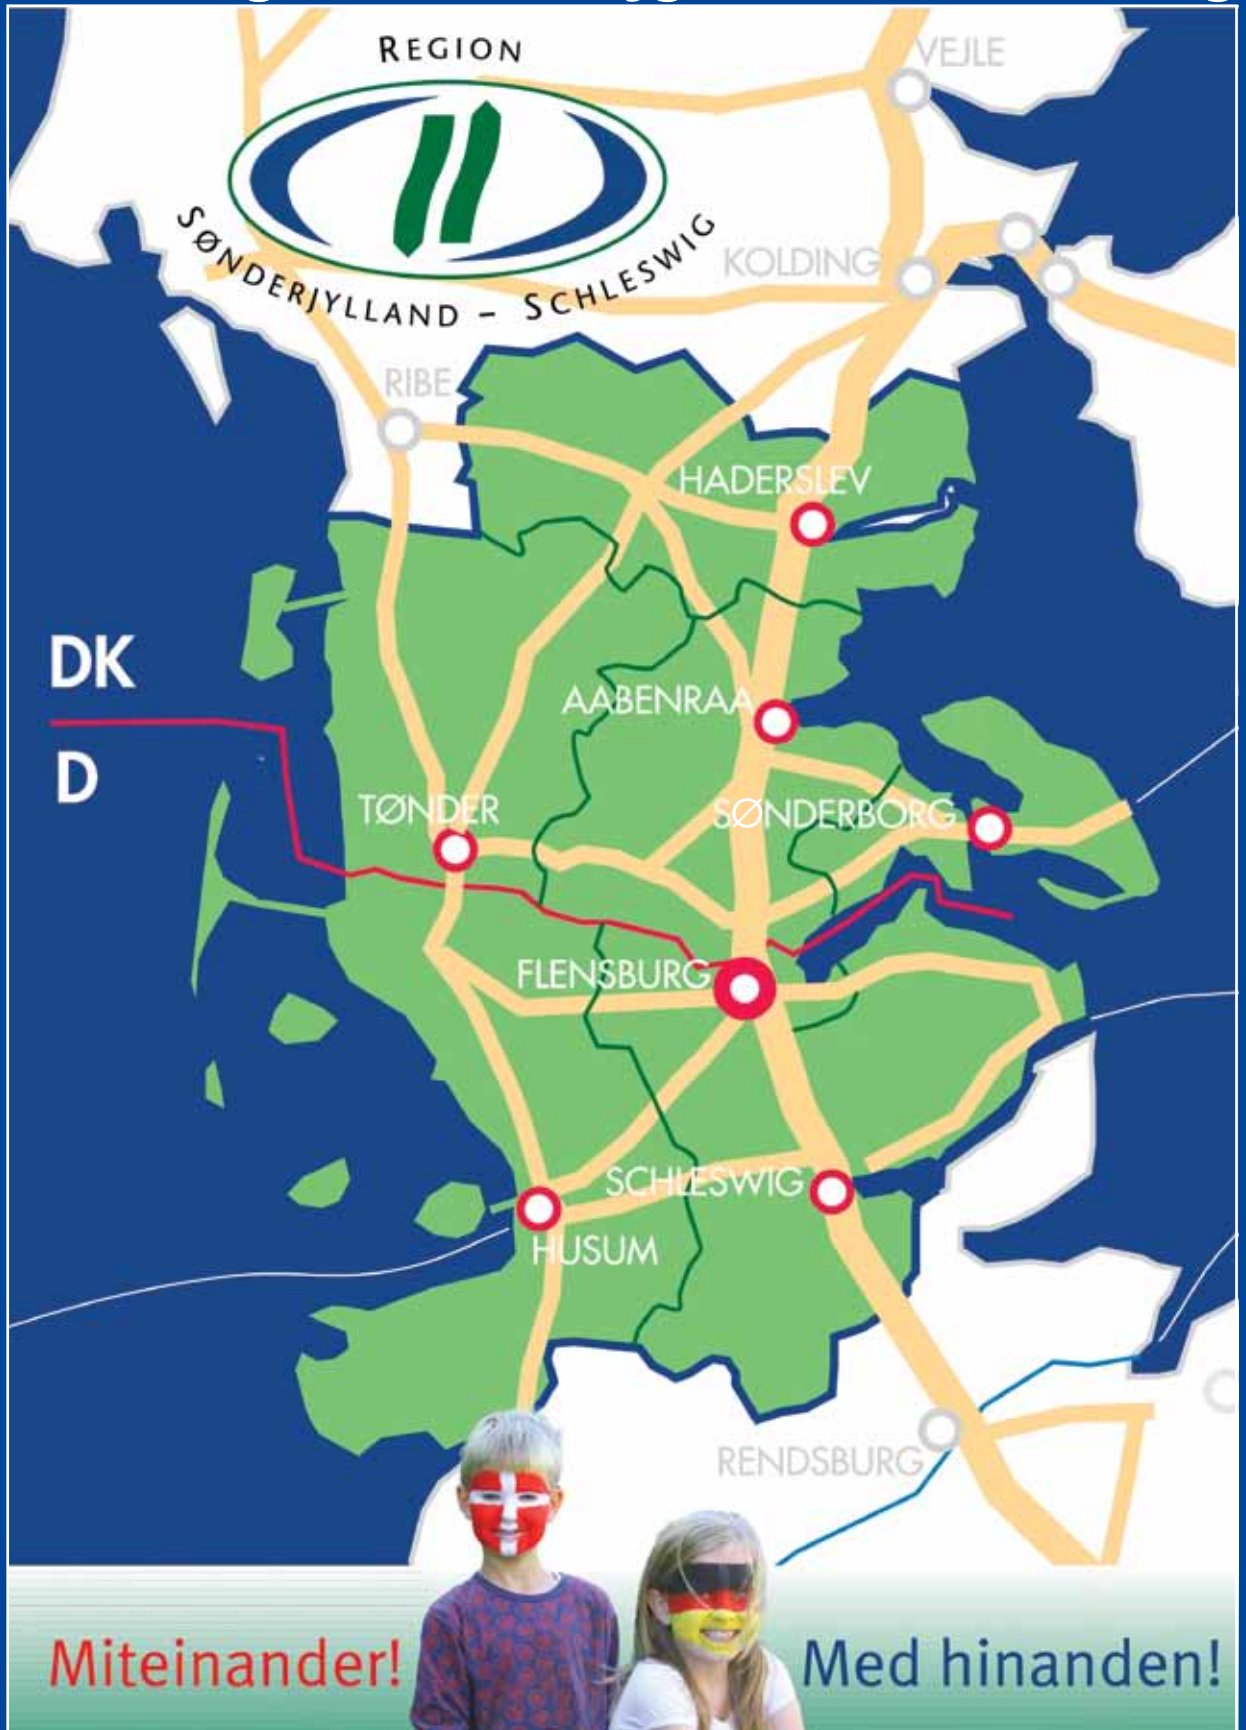 REGION
SØNDERJYLLAND – SCHLESWIG
VEJLE
KOLDING
RIBE
HADERSLEV
DK
AABENRAA
D
TØNDER
SØNDERBORG
FLENSBURG
SCHLESWIG
HUSUM
RENDSBURG
Miteinander!
Med hinanden!